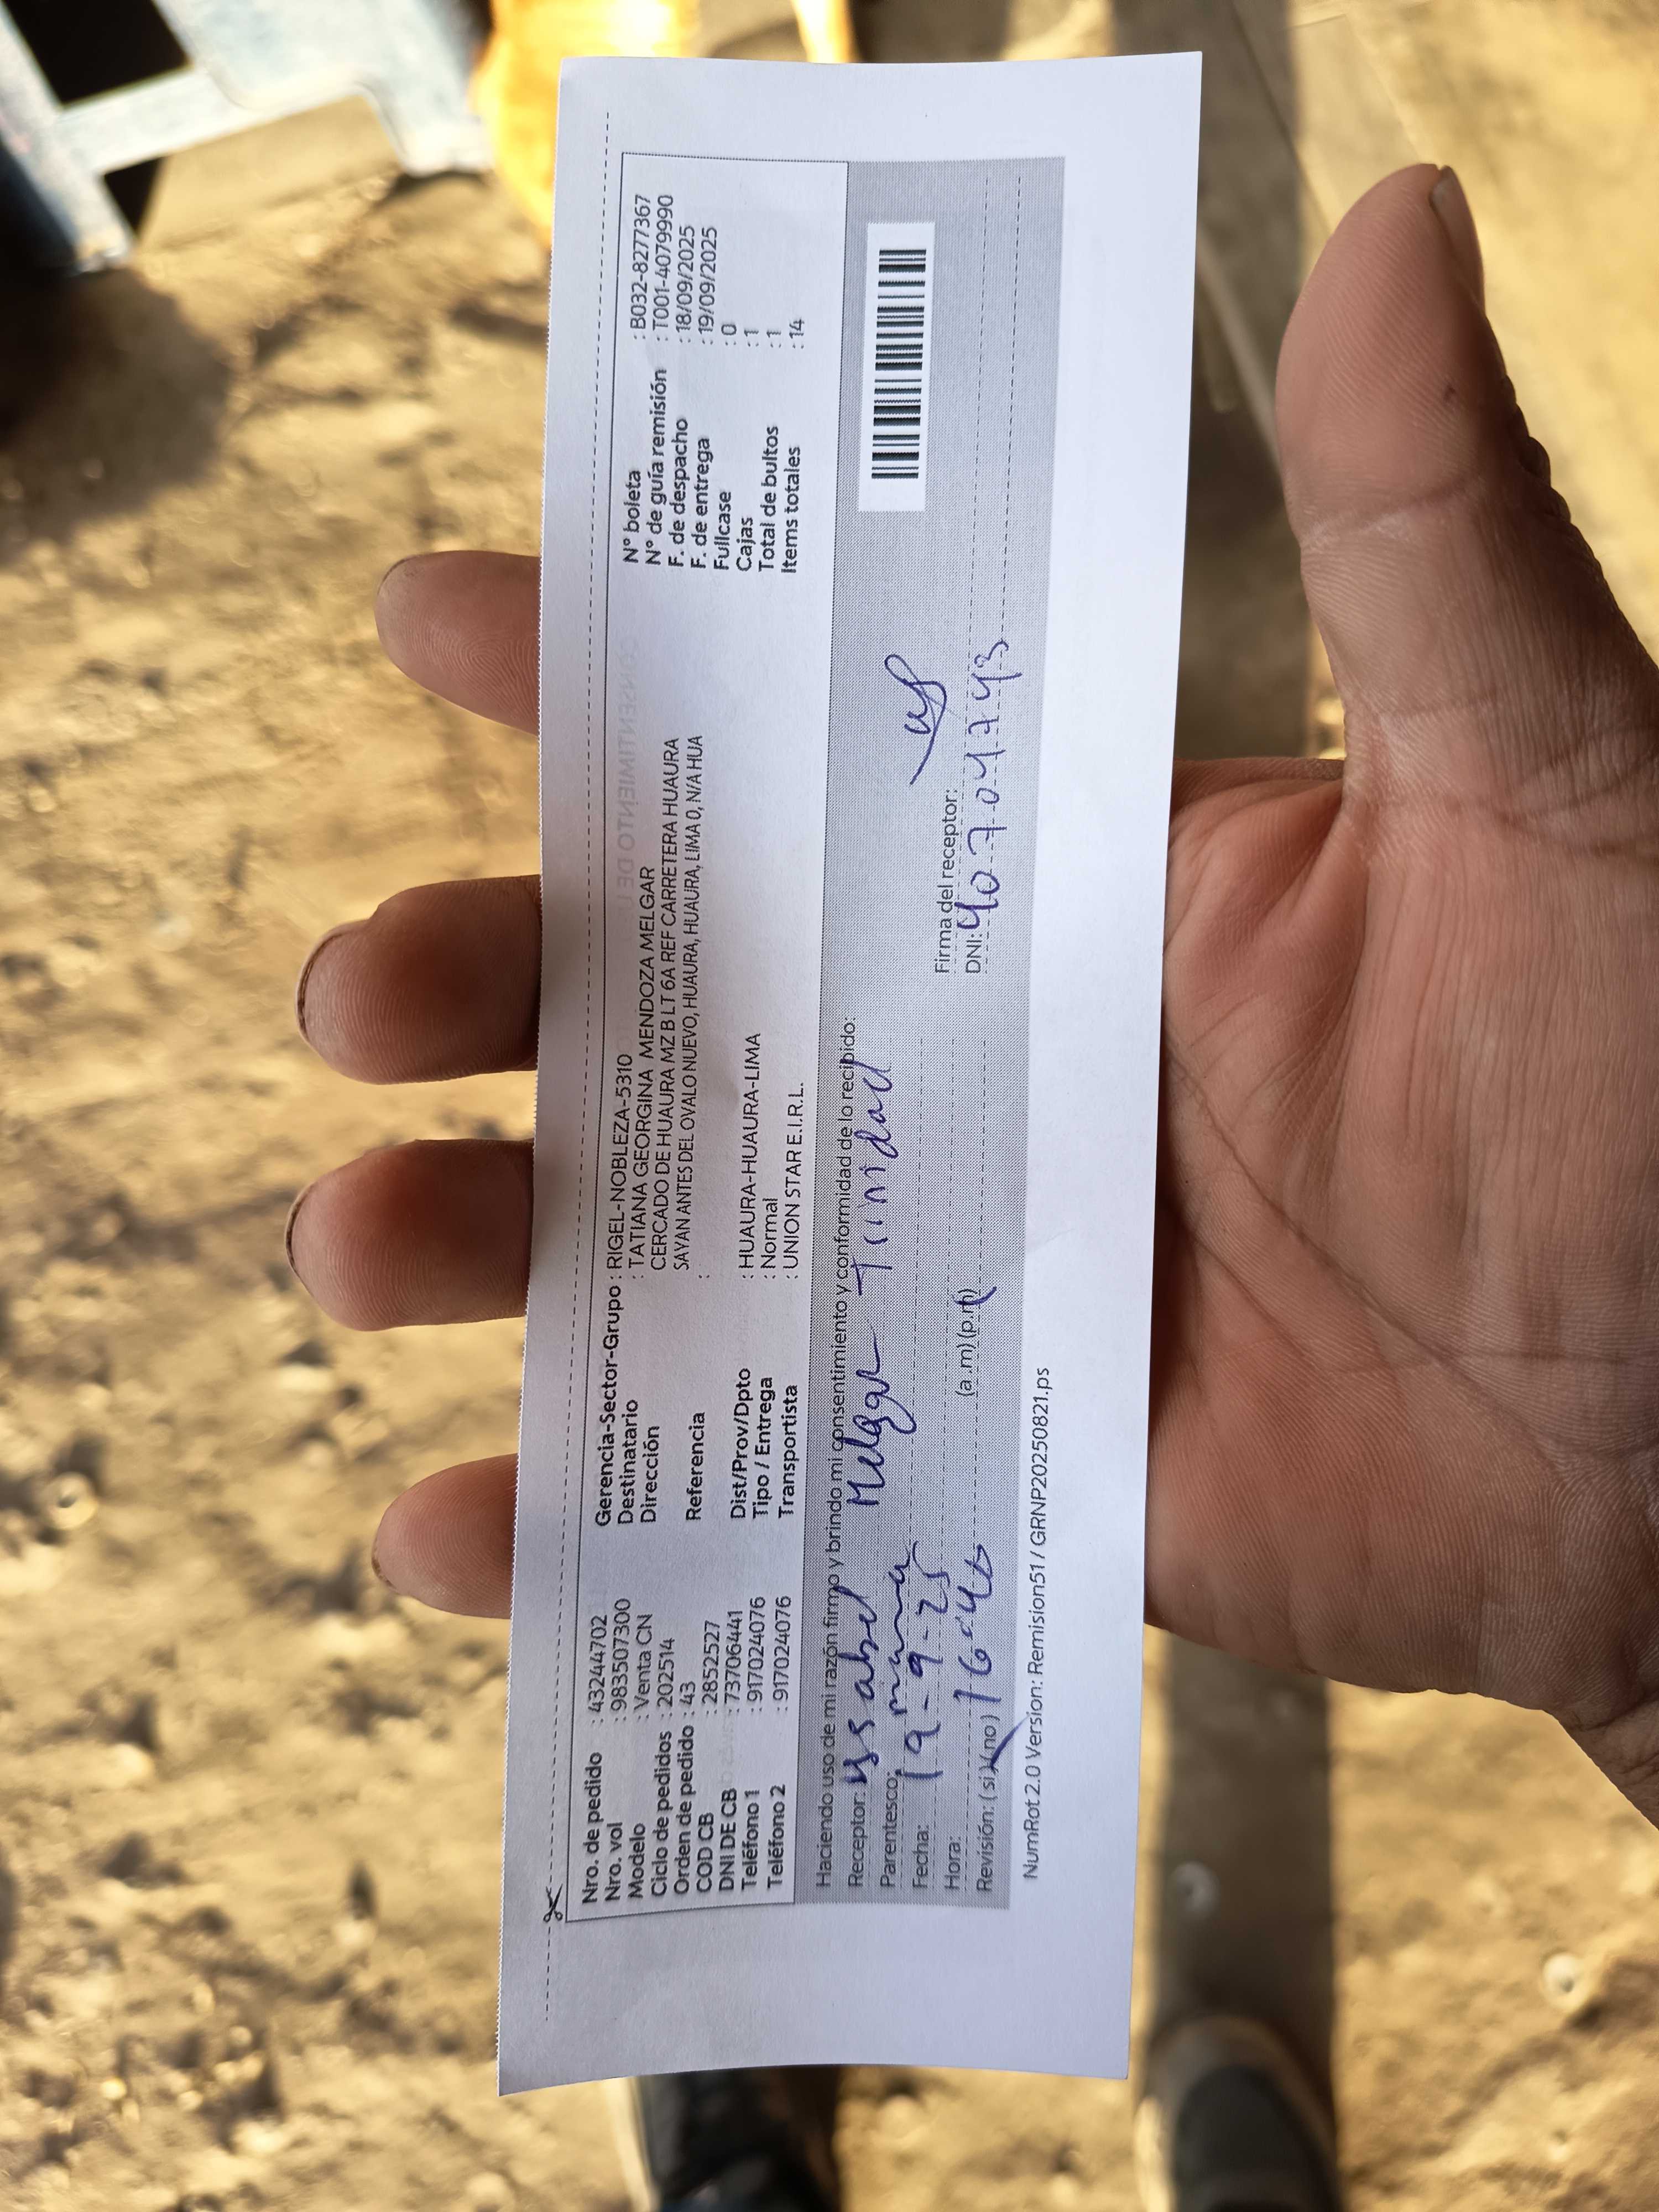 Nro. de pedido : 43244702
Nro. vol : 983507300
Modelo : Venta CN
Ciclo de pedidos : 202514
Orden de pedido : 43
COD CB : 2852527
DNI DE CB : 73706441
Teléfono 1 : 917024076
Teléfono 2 : 917024076
Gerencia-Sector-Grupo : RIGEL-NOBLEZA-5310
Destinatario : TATIANA GEORGINA MENDOZA MELGAR
Dirección CERCADO DE HUAURA MZ B LT 6A REF CARRETERA HUAURA
SAYAN ANTES DEL OVALO NUEVO, HUAURA, HUAURA, LIMA 0, N/A HUA
Referencia :
Dist/Prov/Dpto : HUAURA-HUAURA-LIMA
Tipo / Entrega : Normal
Transportista : UNION STAR E.I.R.L.
N° boleta : B032-8277367
N° de guía remisión : T001-4079990
F. de despacho : 18/09/2025
F. de entrega : 19/09/2025
Fullcase : 0
Cajas : 1
Total de bultos : 1
Items totales : 14
Haciendo uso de mi razón firmo y brindo mi consentimiento y conformidad de lo recibido:
Receptor: Ysabel Melgar Tinidad
Parentesco: mama
Fecha: 19-9-25
Hora: 16:40 (a.m) (p.m)
Revisión: (si) (no)
Firma del receptor:
DNI: 40704743
NumRot 2.0 Version: Remision51 / GRNP20250821.ps